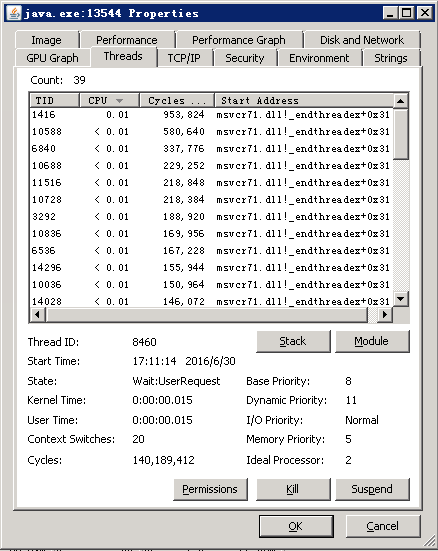 java.exe:13544 Properties
Image Performance Performance Graph Disk and Network
GPU Graph Threads TCP/IP Security Environment Strings
Count: 39
TID CPU Cycles ... Start Address
1416 0.01 953,824 msvcr71.dll!_endthreadex+0x31
10588 < 0.01 580,640 msvcr71.dll!_endthreadex+0x31
6840 < 0.01 337,776 msvcr71.dll!_endthreadex+0x31
10688 < 0.01 229,252 msvcr71.dll!_endthreadex+0x31
11516 < 0.01 218,848 msvcr71.dll!_endthreadex+0x31
10728 < 0.01 218,384 msvcr71.dll!_endthreadex+0x31
3292 < 0.01 188,920 msvcr71.dll!_endthreadex+0x31
10836 < 0.01 169,956 msvcr71.dll!_endthreadex+0x31
6536 < 0.01 167,228 msvcr71.dll!_endthreadex+0x31
14296 < 0.01 155,944 msvcr71.dll!_endthreadex+0x31
10036 < 0.01 150,964 msvcr71.dll!_endthreadex+0x31
14028 < 0.01 146,072 msvcr71.dll!_endthreadex+0x31
Thread ID: 8460 Stack Module
Start Time: 17:11:14 2016/6/30
State: Wait:UserRequest Base Priority: 8
Kernel Time: 0:00:00.015 Dynamic Priority: 11
User Time: 0:00:00.015 I/O Priority: Normal
Context Switches: 20 Memory Priority: 5
Cycles: 140,189,412 Ideal Processor: 2
Permissions Kill Suspend
OK Cancel